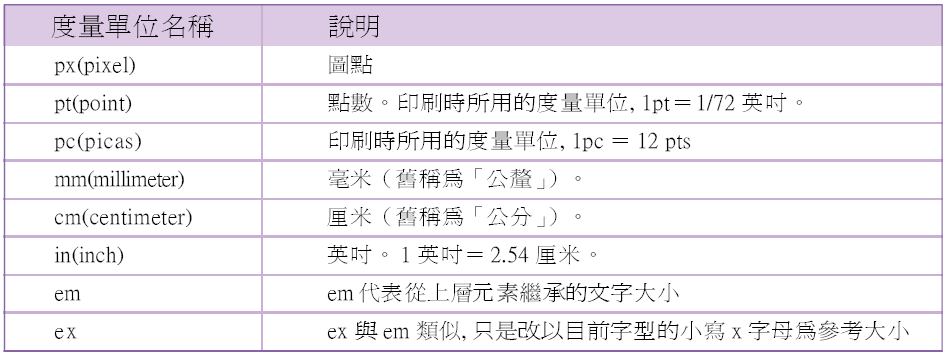 度量單位名稱 說明
px(pixel) 圖點
pt(point) 點數。印刷時所用的度量單位, 1pt＝1/72 英吋。
pc(picas) 印刷時所用的度量單位, 1pc ＝ 12 pts
mm(millimeter) 毫米（舊稱為「公釐」）。
cm(centimeter) 厘米（舊稱為「公分」）。
in(inch) 英吋。1 英吋＝ 2.54 厘米。
em em 代表從上層元素繼承的文字大小
ex ex 與 em 類似, 只是改以目前字型的小寫 x 字母為參考大小